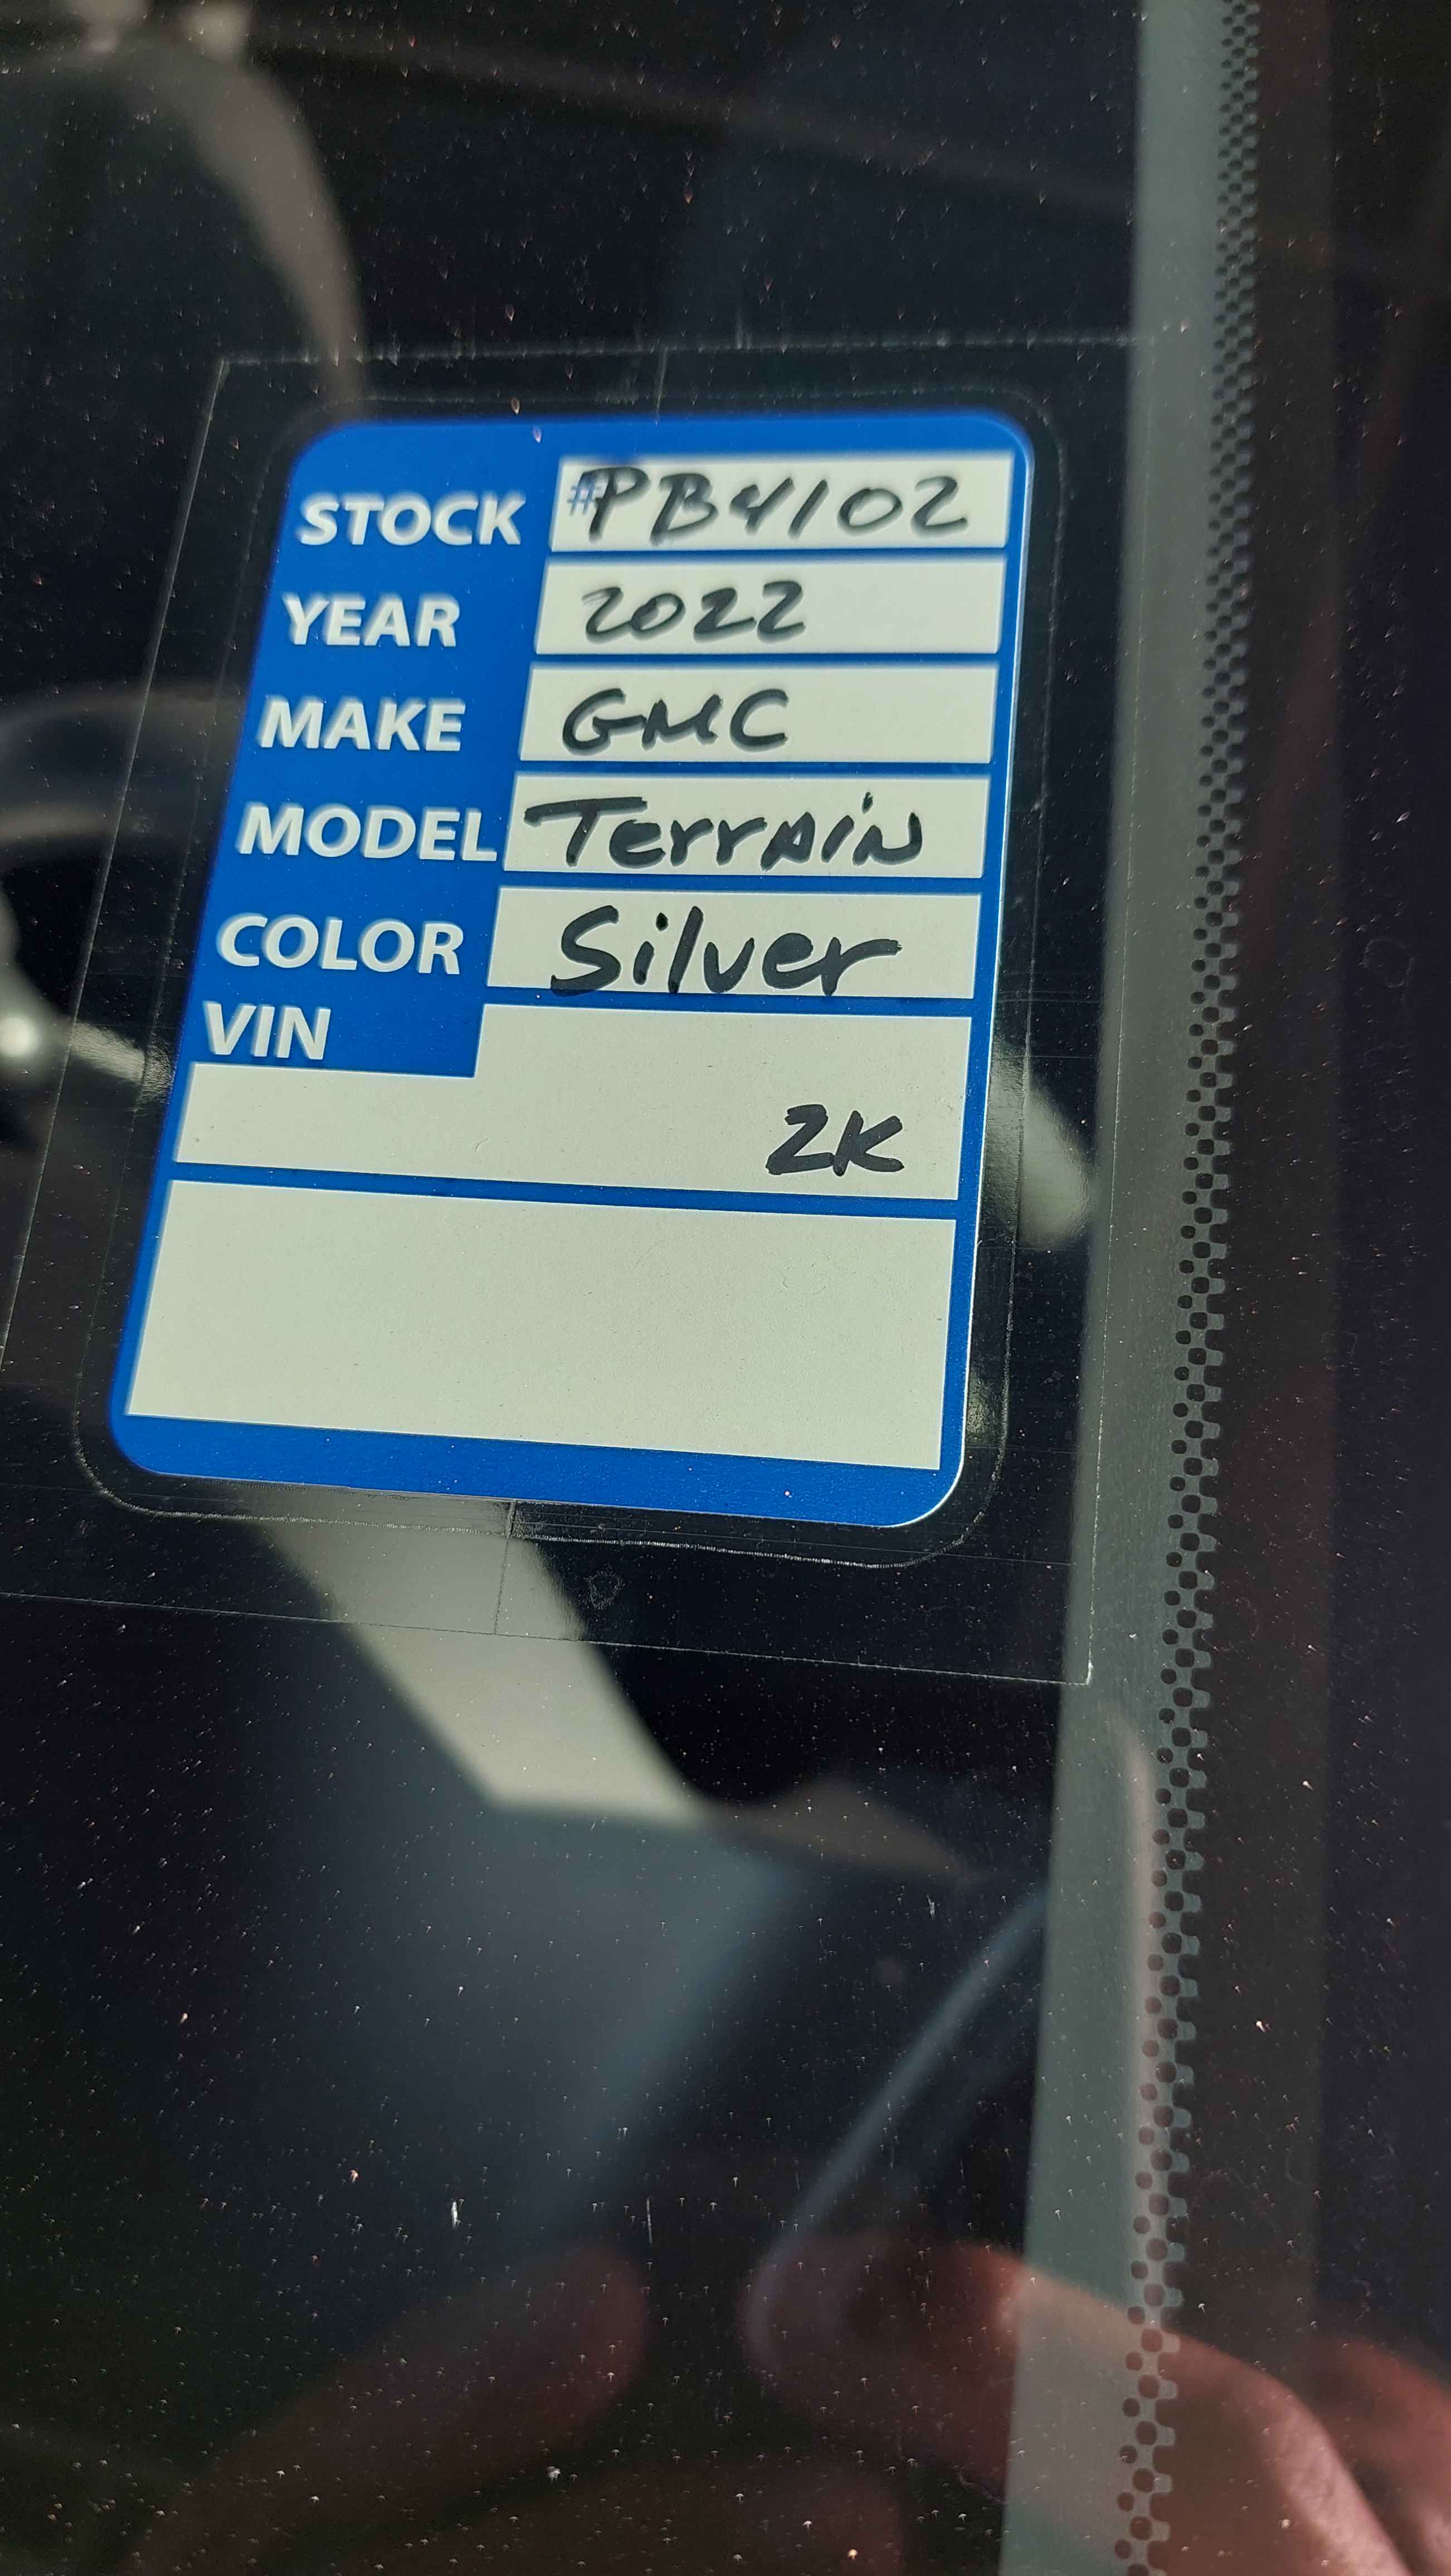 STOCK #PB4102
YEAR 2022
MAKE GMC
MODEL TerrAiN
COLOR Silver
VIN
2K